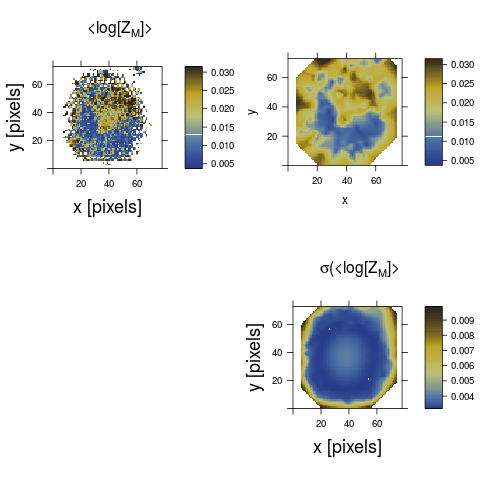 <log[Z_M]>
0.030
0.025
0.020
0.015
0.010
0.005
60
40
20
20 40 60
y [pixels]
x [pixels]
0.030
0.025
0.020
0.015
0.010
0.005
60
40
20
20 40 60
y
x
σ(<log[Z_M]>
0.009
0.008
0.007
0.006
0.005
0.004
60
40
20
20 40 60
y [pixels]
x [pixels]